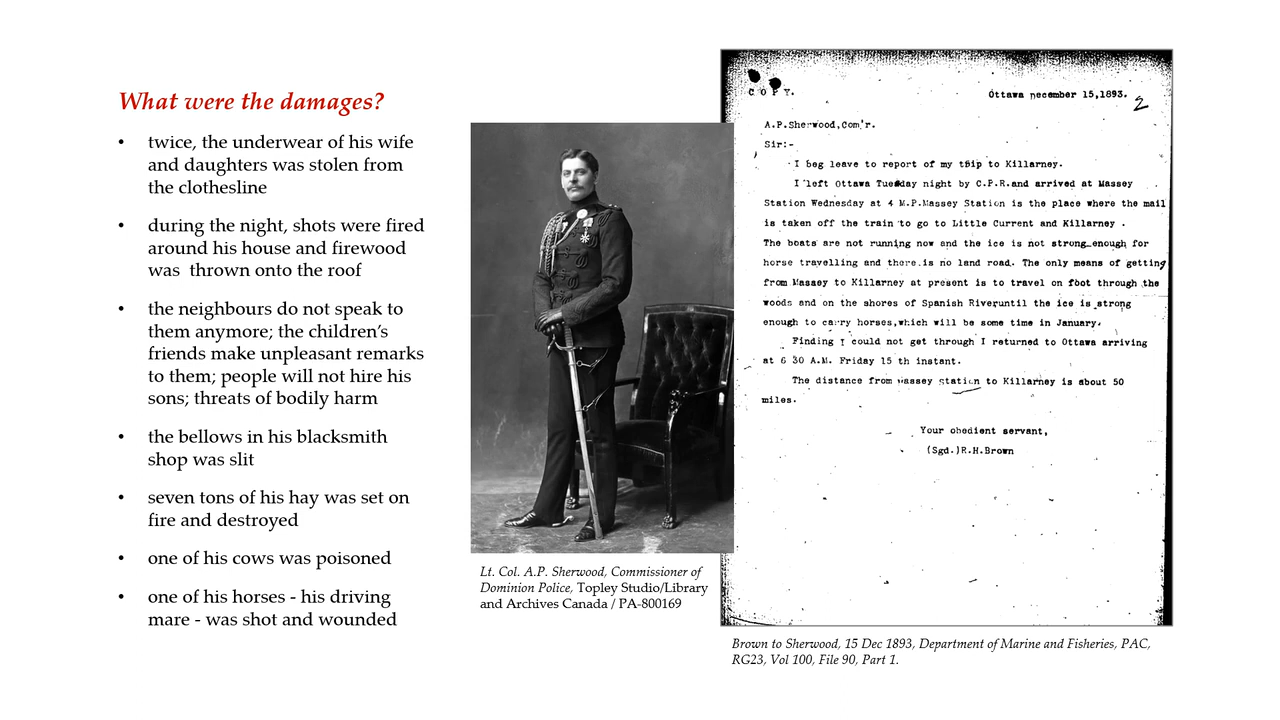 What were the damages?
• twice, the underwear of his wife
and daughters was stolen from
the clothesline
• during the night, shots were fired
around his house and firewood
was thrown onto the roof
• the neighbours do not speak to
them anymore; the children's
friends make unpleasant remarks
to them; people will not hire his
sons; threats of bodily harm
• the bellows in his blacksmith
shop was slit
• seven tons of his hay was set on
fire and destroyed
• one of his cows was poisoned
• one of his horses - his driving
mare - was shot and wounded
Lt. Col. A.P. Sherwood, Commissioner of
Dominion Police, Topley Studio/Library
and Archives Canada / PA-800169
C O P Y.
Ottawa December 15,1893.
2
A.P.Sherwood,Com'r.
Sir:-
I beg leave to report of my trip to Killarney.
I left Ottawa Tuesday night by C.P.R.and arrived at Massey
Station Wednesday at 4 M.P.Massey Station is the place where the mail
is taken off the train to go to Little Current and Killarney .
The boats are not running now and the ice is not strong enough for
horse travelling and there is no land road. The only means of getting
from Massey to Killarney at present is to travel on foot through the
woods and on the shores of Spanish Riveruntil the ice is strong
enough to carry horses,which will be some time in January.
Finding I could not get through I returned to Ottawa arriving
at 6 30 A.M. Friday 15 th instant.
The distance from Massey station to Killarney is about 50
miles.
Your obedient servant,
(Sgd.)R.H.Brown
Brown to Sherwood, 15 Dec 1893, Department of Marine and Fisheries, PAC,
RG23, Vol 100, File 90, Part 1.